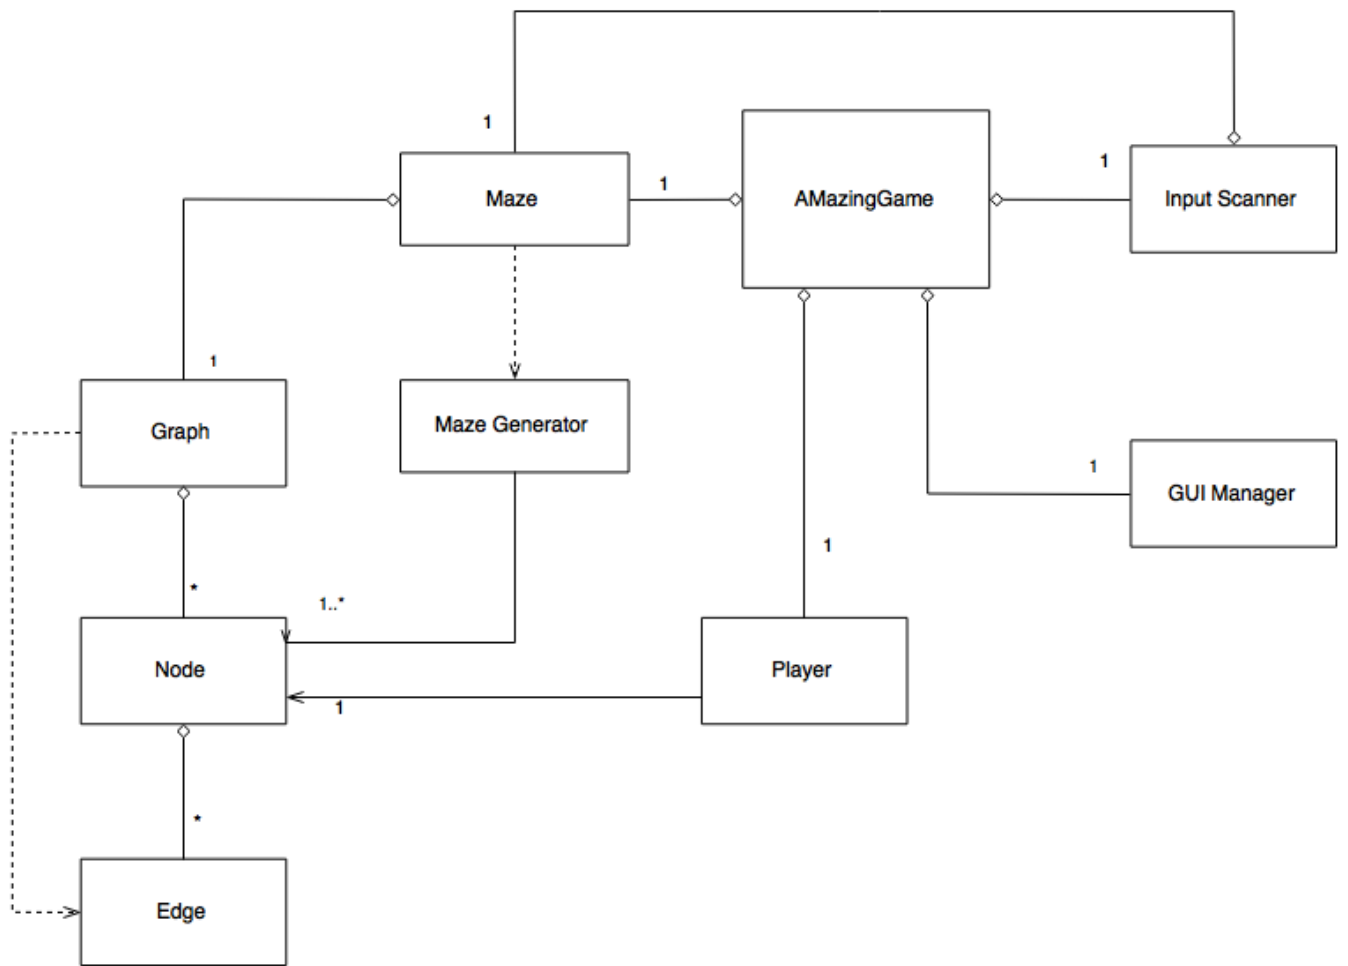 1
Maze
1
AMazingGame
1
Input Scanner
1
Graph
Maze Generator
1
GUI Manager
1
*
1..*
Node
1
Player
*
Edge